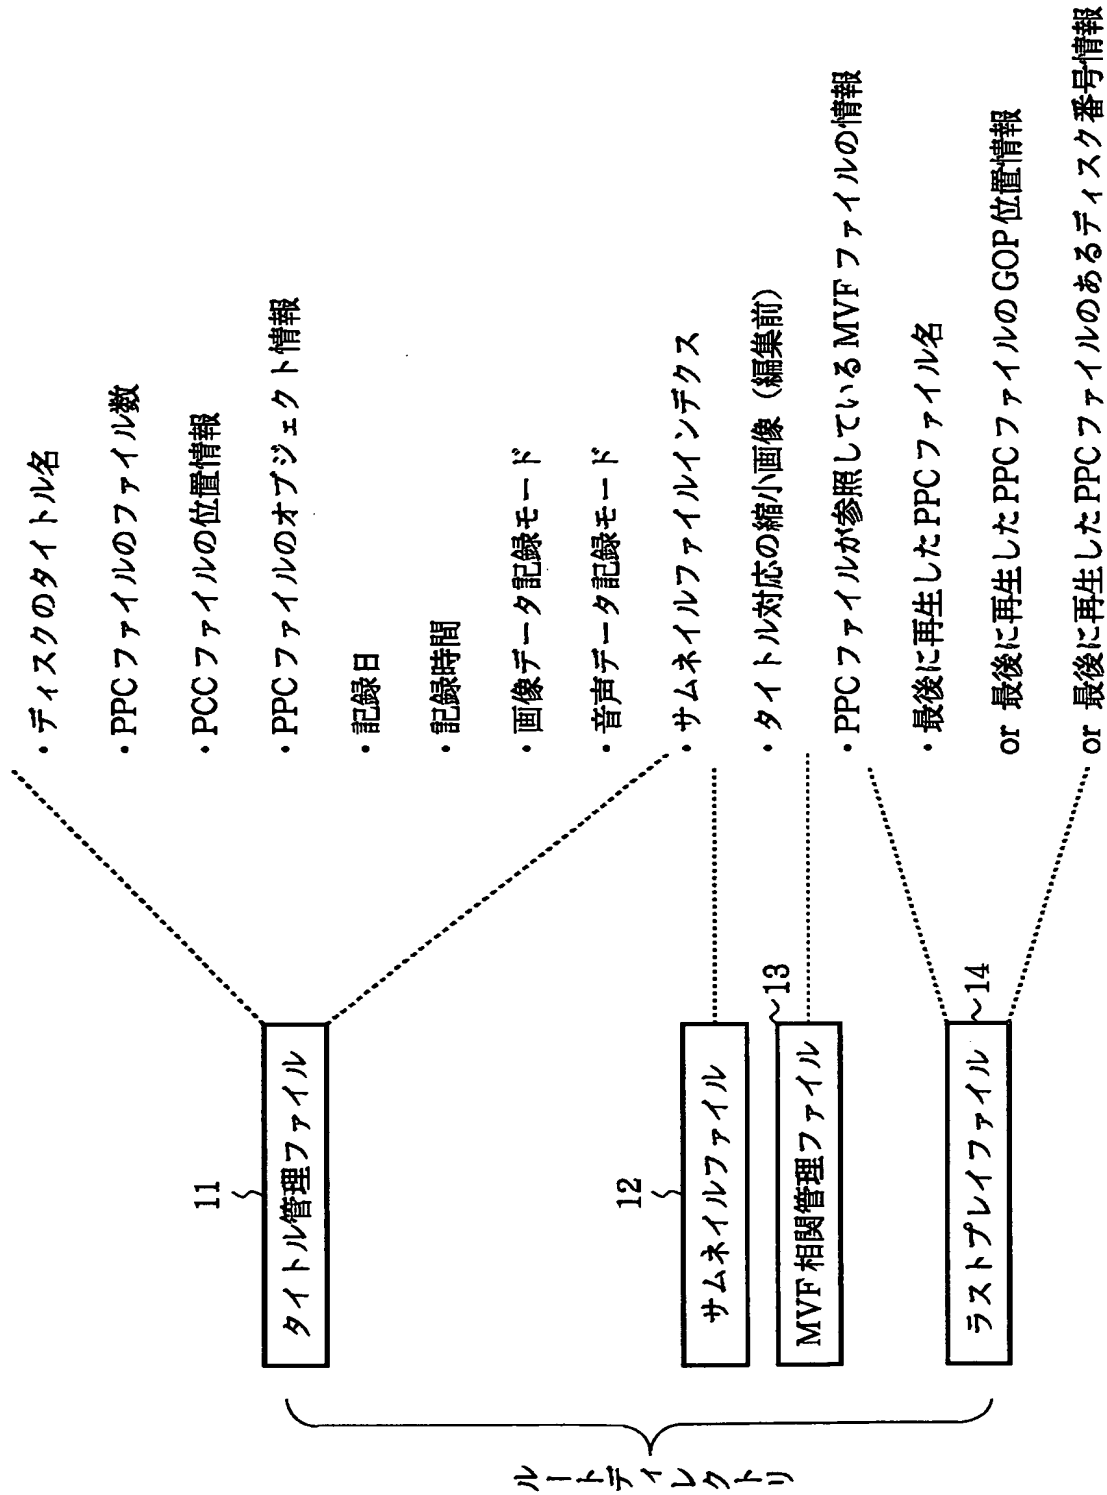 ルートディレクトリ
11
タイトル管理ファイル
・ディスクのタイトル名
・PPCファイルのファイル数
・PCCファイルの位置情報
・PPCファイルのオブジェクト情報
・記録日
・記録時間
・画像データ記録モード
・音声データ記録モード
・サムネイルファイルインデクス
12
サムネイルファイル
・タイトル対応の縮小画像（編集前）
13
MVF相関管理ファイル
・PPCファイルが参照しているMVFファイルの情報
14
ラストプレイファイル
・最後に再生したPPCファイル名
or 最後に再生したPPCファイルのGOP位置情報
or 最後に再生したPPCファイルのあるディスク番号情報